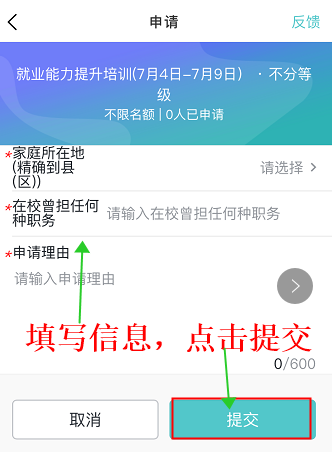 申请
反馈
就业能力提升培训(7月4日-7月9日) · 不分等
级
不限名额 | 0人已申请
*家庭所在地
(精确到县
(区))
请选择
*在校曾担任何
种职务
请输入在校曾担任何种职务
*申请理由
请输入申请理由
填写信息，点击提交
0/600
取消
提交